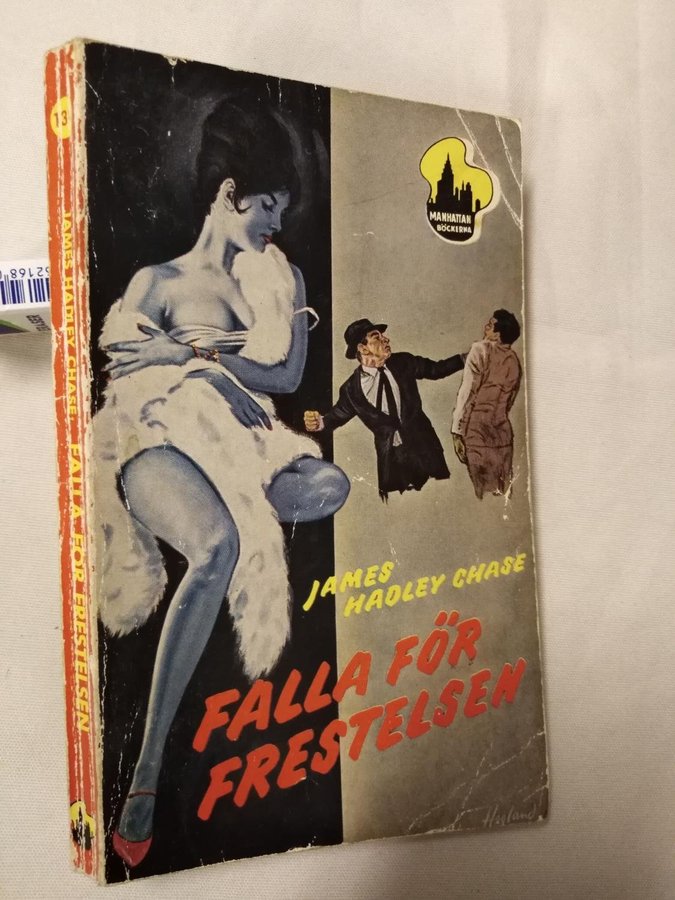 13
JAMES HADLEY CHASE. FALLA FÖR FRESTELSEN
MANHATTAN
BÖCKERNA
JAMES
HADLEY CHASE
FALLA FÖR
FRESTELSEN